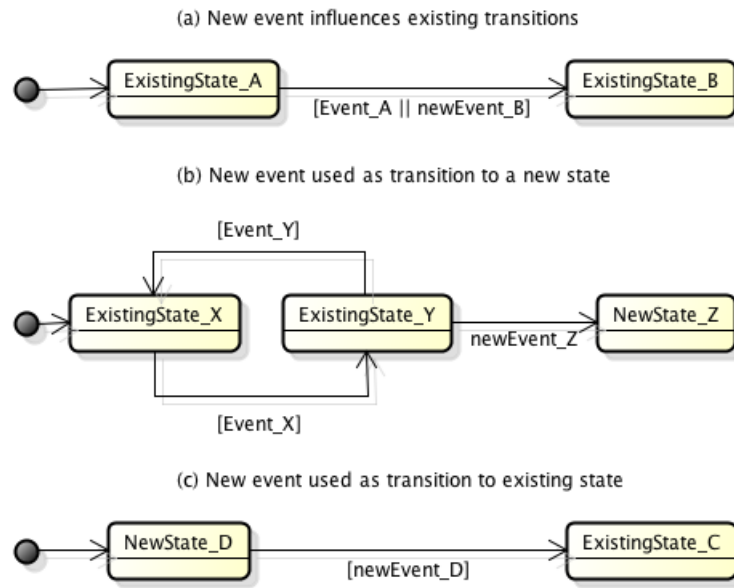 (a) New event influences existing transitions
ExistingState_A
ExistingState_B
[Event_A || newEvent_B]
(b) New event used as transition to a new state
[Event_Y]
ExistingState_X
ExistingState_Y
NewState_Z
newEvent_Z
[Event_X]
(c) New event used as transition to existing state
NewState_D
ExistingState_C
[newEvent_D]